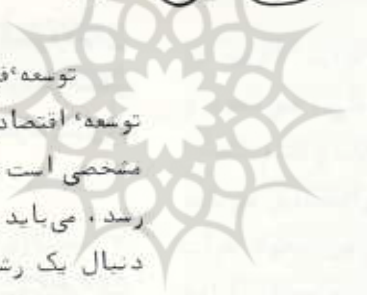 توسعه‌ٔ
توسعه‌ٔ اقتصاد
مشخصی است
رسد ، می‌باید
دنبال یک